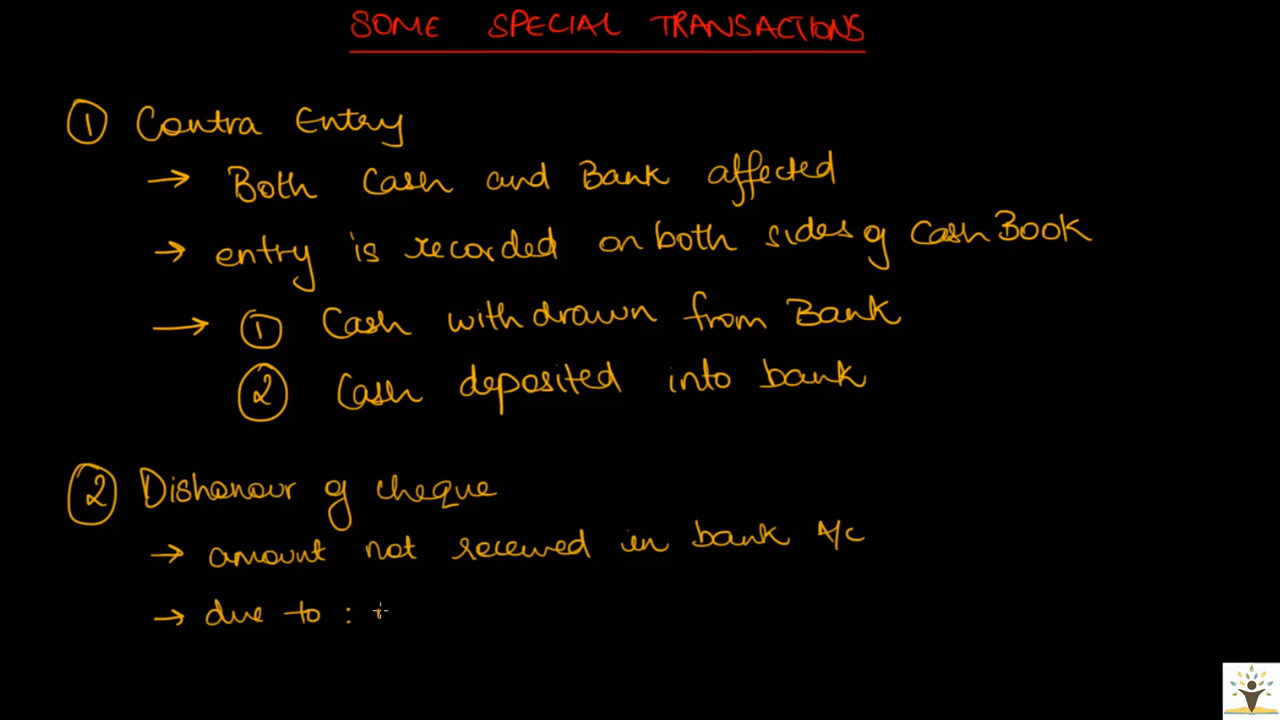 SOME SPECIAL TRANSACTIONS
① Contra Entry
→ Both Cash and Bank affected
→ entry is recorded on both sides of Cash Book
→ ① Cash withdrawn from Bank
② Cash deposited into bank
② Dishonour of cheque
→ amount not received in bank A/c
→ due to :